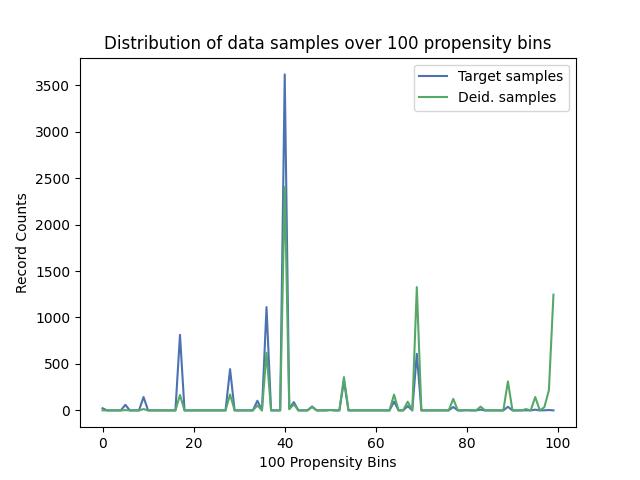 Distribution of data samples over 100 propensity bins
Target samples
Deid. samples
Record Counts
3500
3000
2500
2000
1500
1000
500
0
0 20 40 60 80 100
100 Propensity Bins